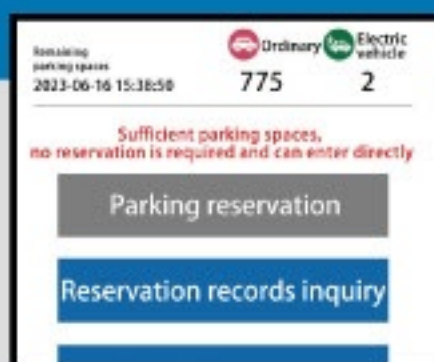 Remaining
parking spaces
2023-06-16 15:38:50
Ordinary
775
Electric
vehicle
2
Sufficient parking spaces,
no reservation is required and can enter directly
Parking reservation
Reservation records inquiry